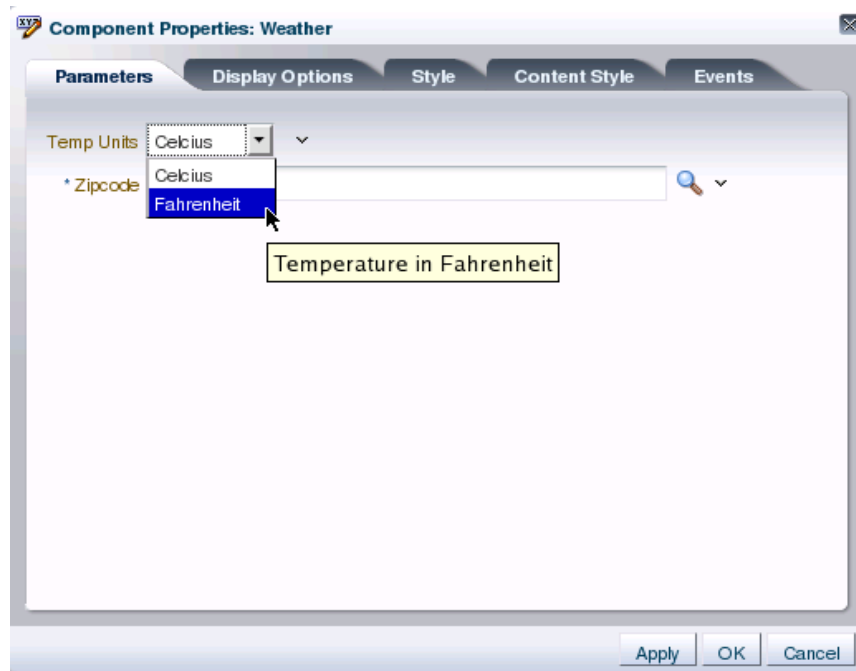 Component Properties: Weather
Parameters Display Options Style Content Style Events
Temp Units Celcius
Celcius
* Zipcode
Fahrenheit
Temperature in Fahrenheit
Apply OK Cancel